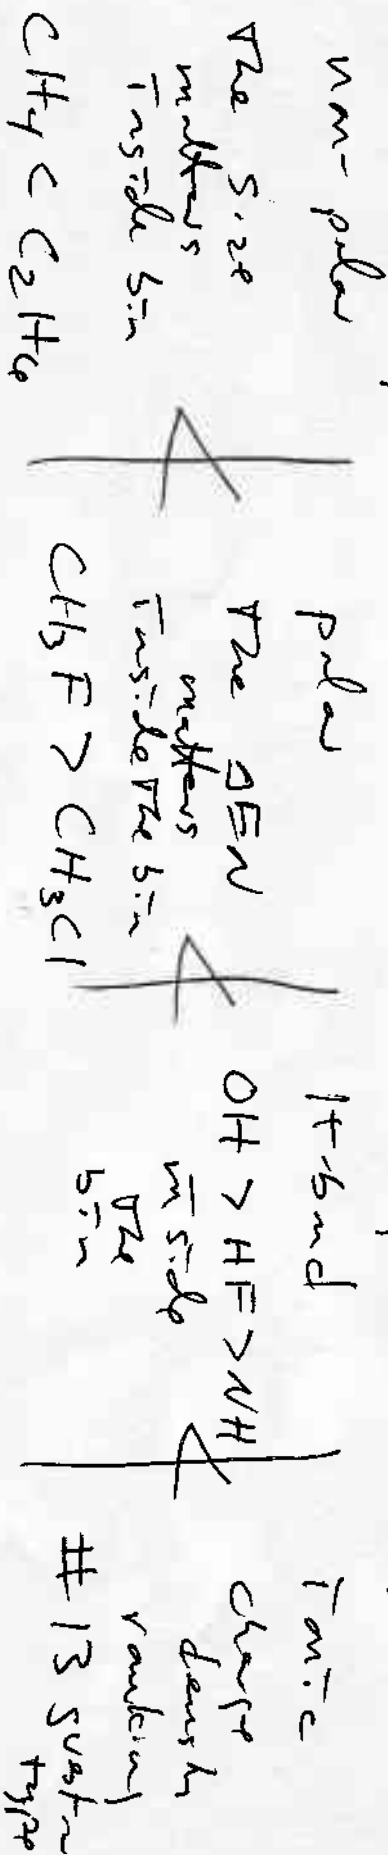 non-polar
The size
matters
inside bin
CH4 < C2H6
<
polar
The ΔEN
matters
inside the bin
CH3F > CH3Cl
<
H-bond
OH > HF > NH
inside
the
bin
<
Ionic
charge
density
ranking
#13 question
type